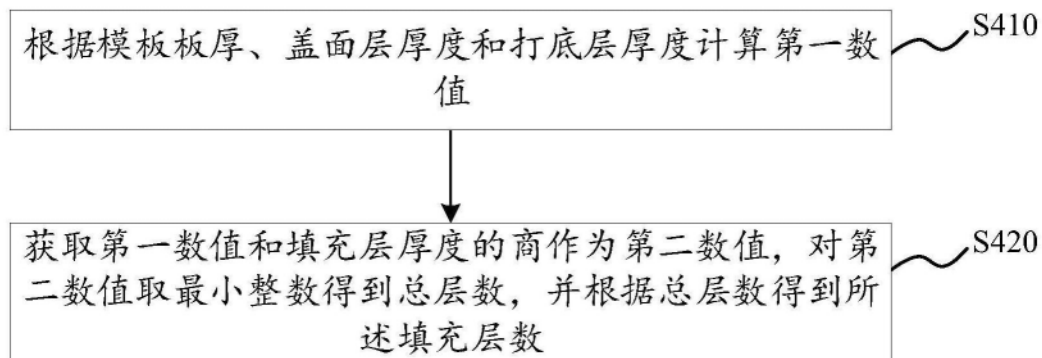 根据模板板厚、盖面层厚度和打底层厚度计算第一数
值
S410
获取第一数值和填充层厚度的商作为第二数值，对第
二数值取最小整数得到总层数，并根据总层数得到所
述填充层数
S420